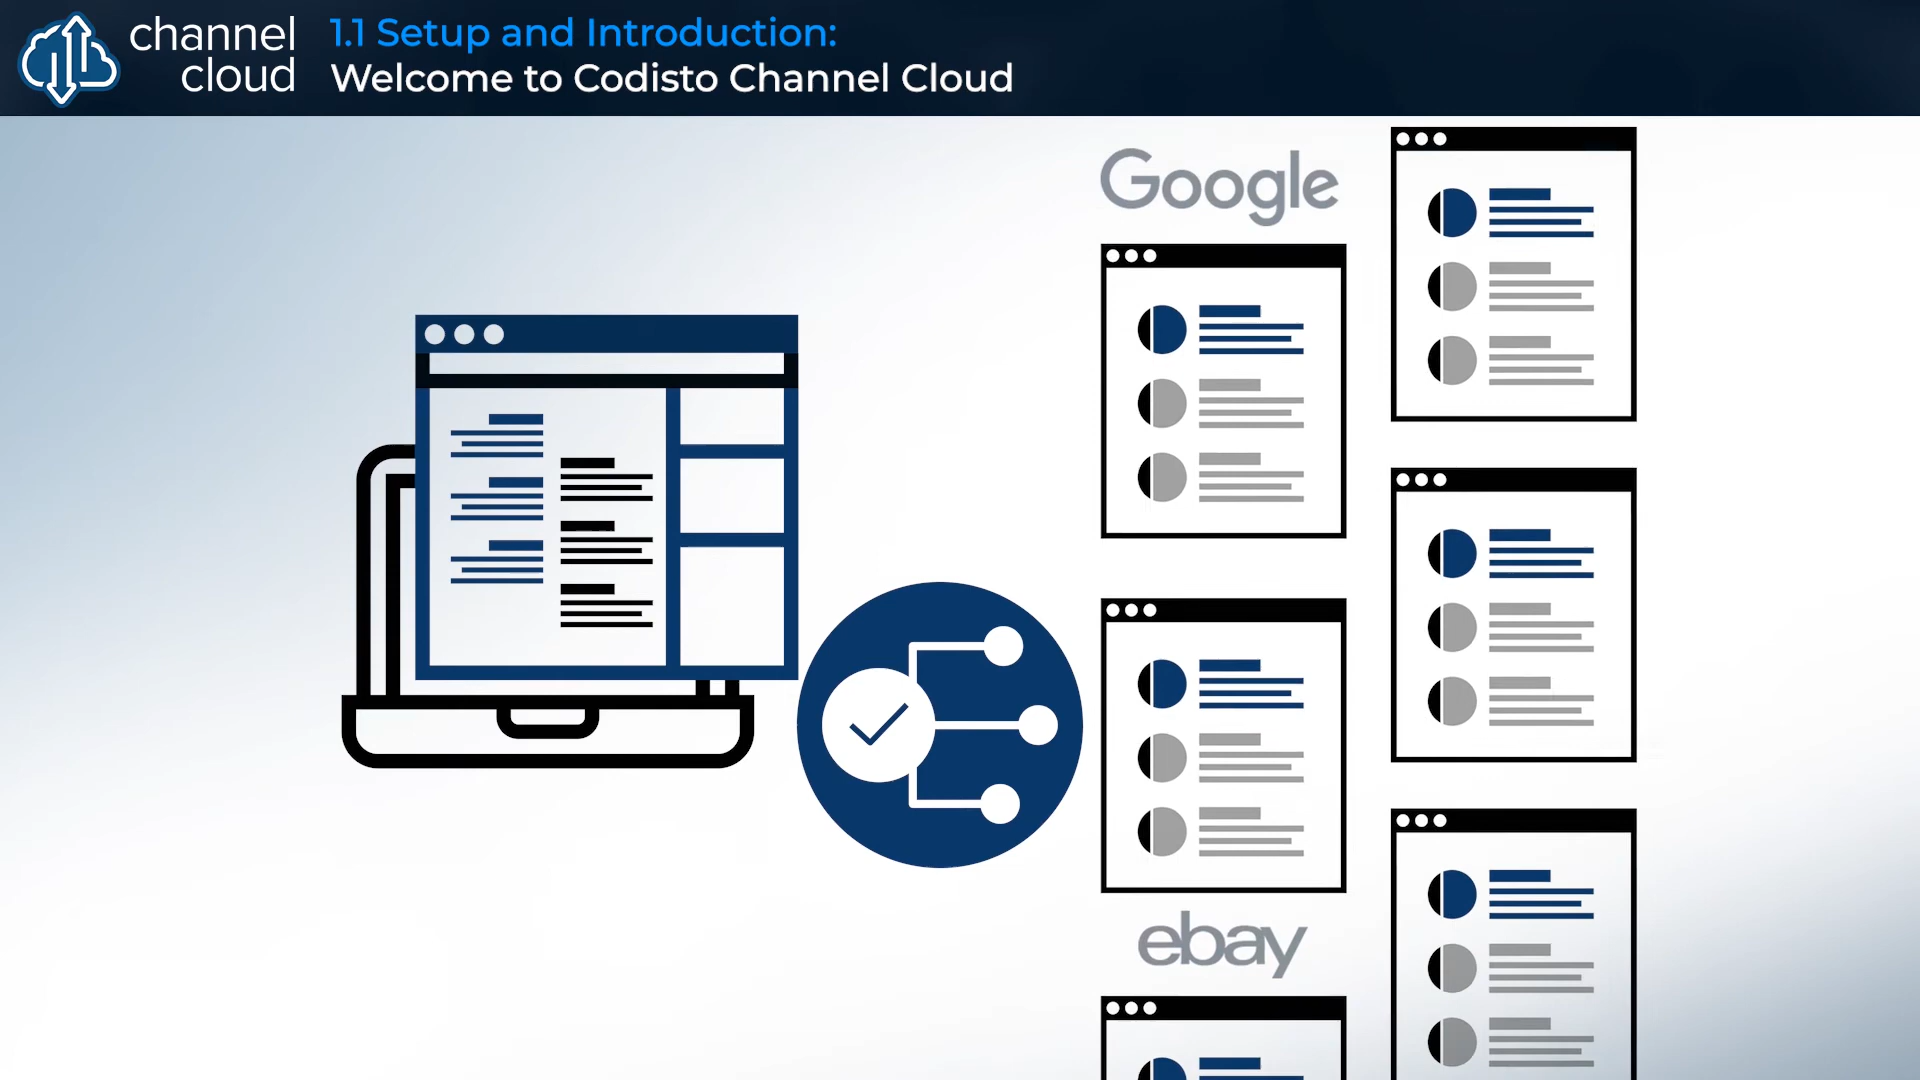 channel
cloud
1.1 Setup and Introduction:
Welcome to Codisto Channel Cloud
Google
ebay